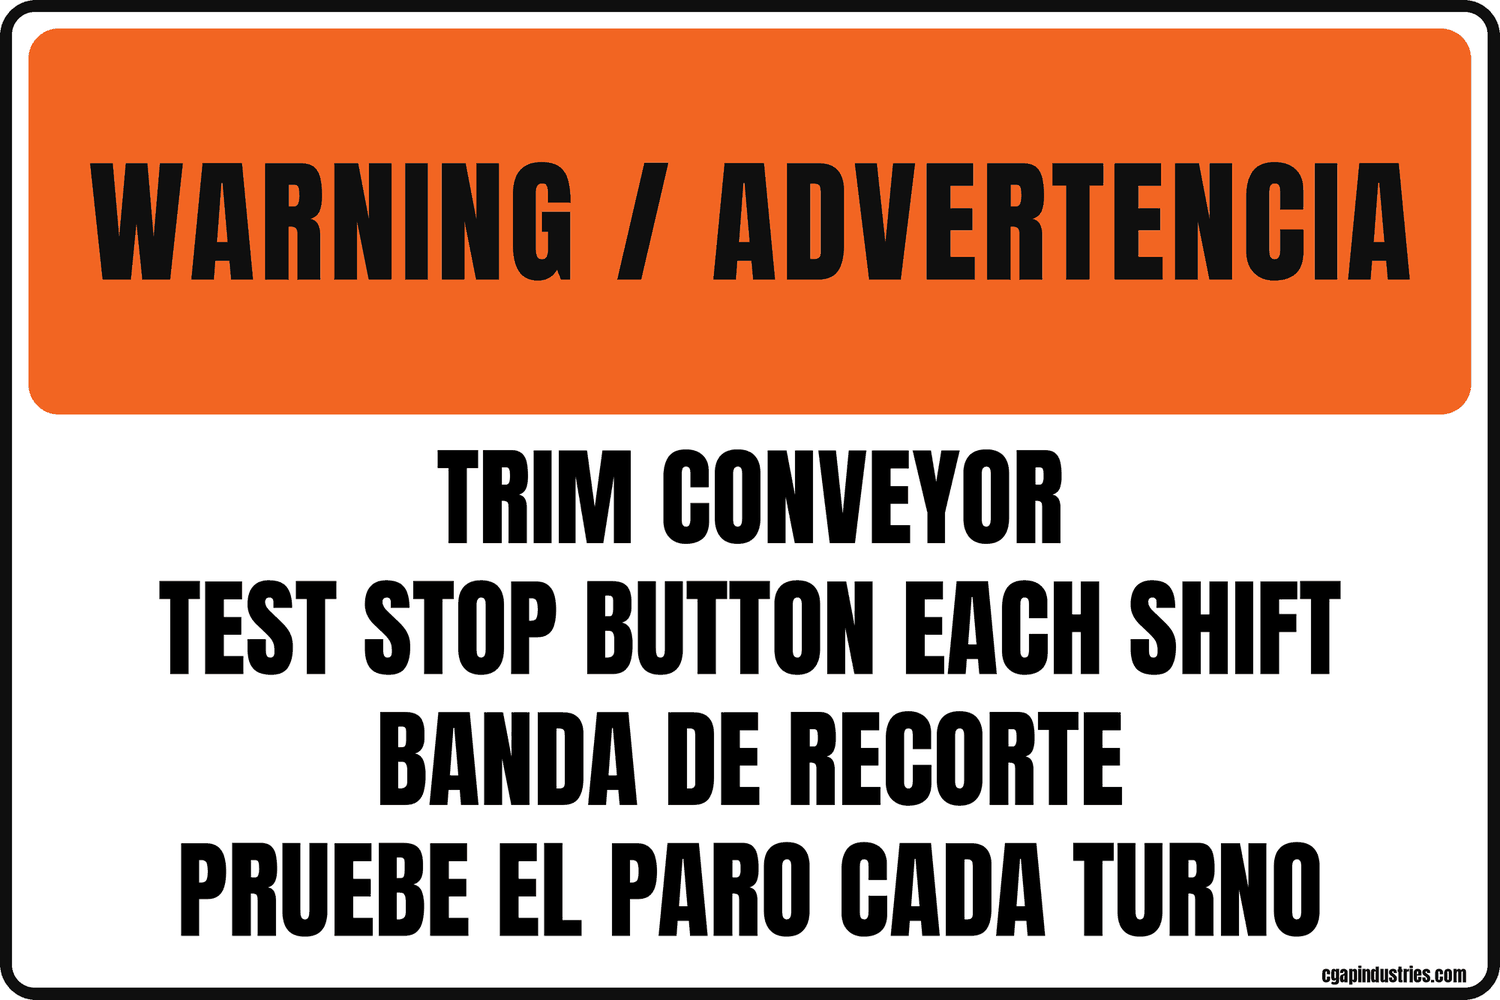 WARNING / ADVERTENCIA
TRIM CONVEYOR
TEST STOP BUTTON EACH SHIFT
BANDA DE RECORTE
PRUEBE EL PARO CADA TURNO
cgapindustries.com